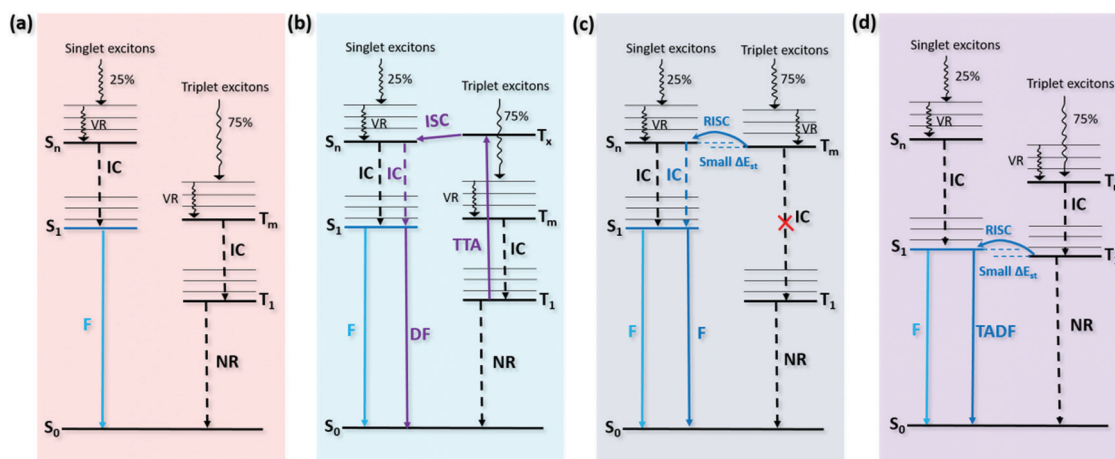 (a)
Singlet excitons
25%
Triplet excitons
VR
75%
Sn
IC
VR
Tm
S1
IC
T1
F
NR
S0
(b)
Singlet excitons
25%
Triplet excitons
ISC
75%
Tx
VR
Sn
IC
IC
VR
Tm
S1
TTA
IC
T1
F
DF
NR
S0
(c)
Singlet excitons
Triplet excitons
25%
75%
RISC
VR
VR
Sn
Tm
Small ΔEst
IC
IC
IC
S1
T1
F
F
NR
S0
(d)
Singlet excitons
25%
Triplet excitons
VR
75%
Sn
VR
IC
IC
RISC
S1
Small ΔEst
NR
F
TADF
S0